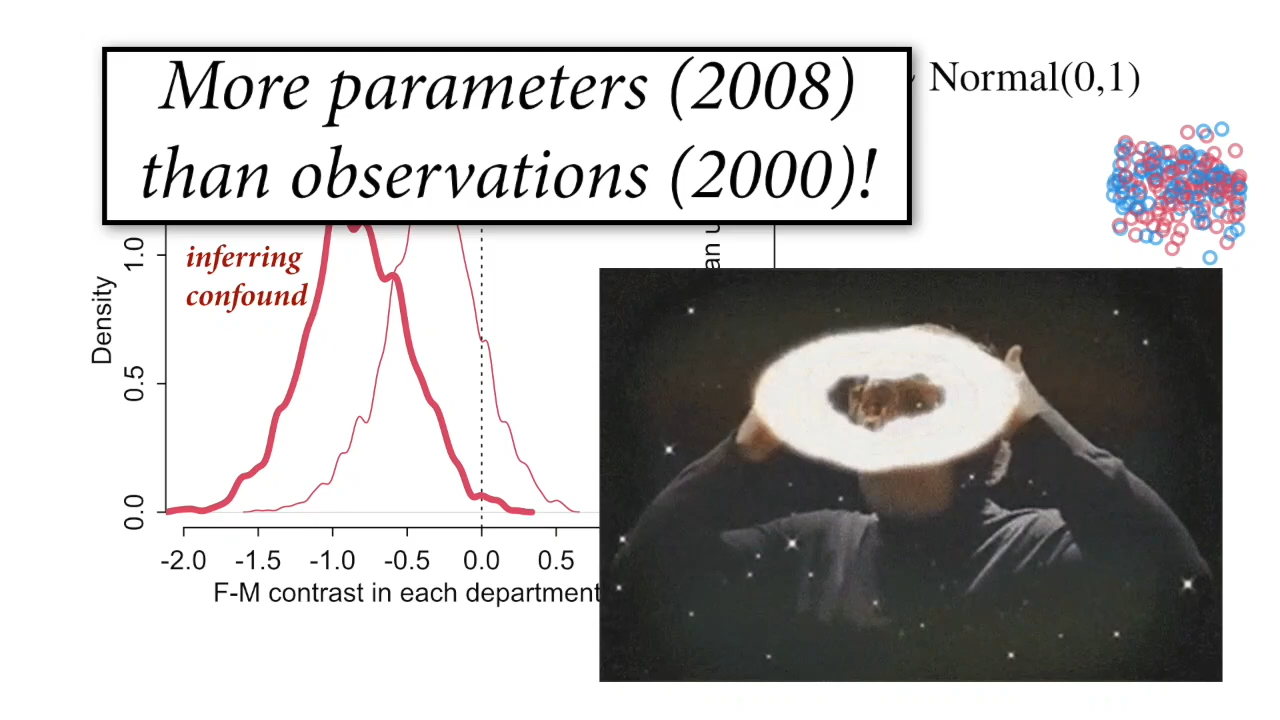 More parameters (2008)
than observations (2000)!
Normal(0,1)
inferring
confound
Density
0.0
0.5
1.0
-2.0 -1.5 -1.0 -0.5 0.0 0.5
F-M contrast in each department
an u